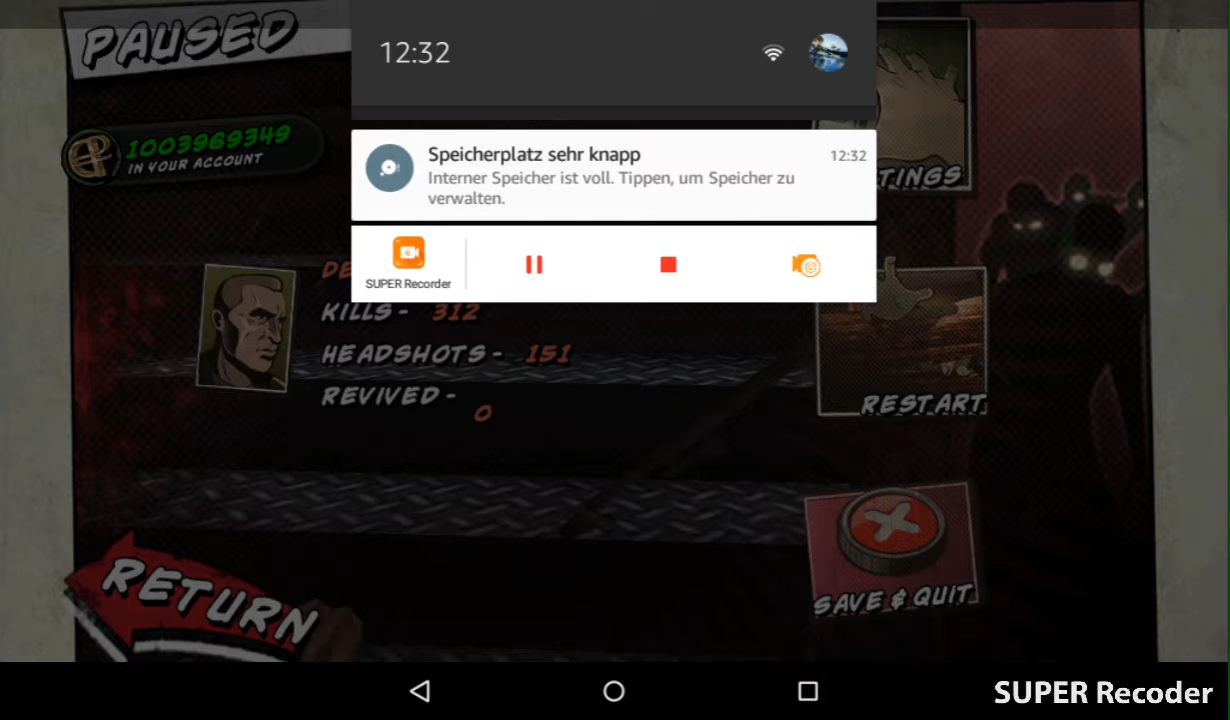 PAUSED
12:32
1003969349
IN YOUR ACCOUNT
Speicherplatz sehr knapp
12:32
Interner Speicher ist voll. Tippen, um Speicher zu
verwalten.
TINGS
SUPER Recorder
DE
KILLS - 312
HEADSHOTS - 151
REVIVED - 0
RESTART
SAVE & QUIT
RETURN
SUPER Recoder